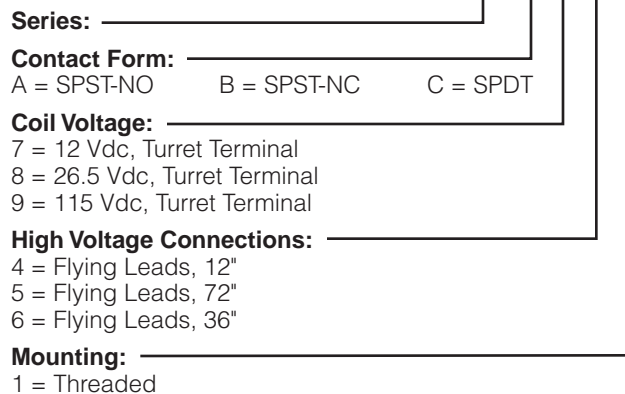 Series:
Contact Form:
A = SPST-NO B = SPST-NC C = SPDT
Coil Voltage:
7 = 12 Vdc, Turret Terminal
8 = 26.5 Vdc, Turret Terminal
9 = 115 Vdc, Turret Terminal
High Voltage Connections:
4 = Flying Leads, 12"
5 = Flying Leads, 72"
6 = Flying Leads, 36"
Mounting:
1 = Threaded